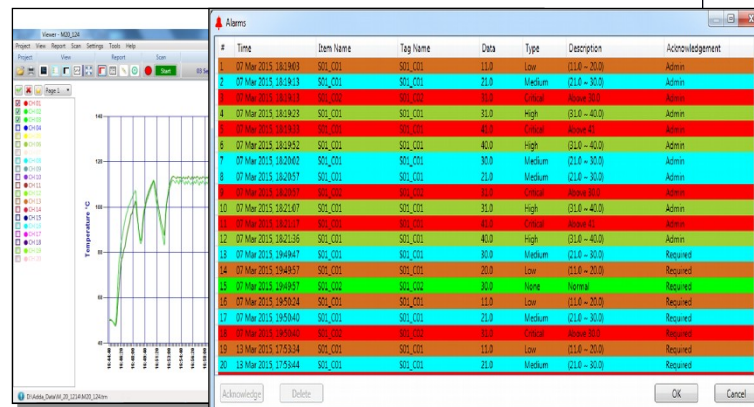 Viewer - M20_124
Project View Report Scan Settings Tools Help
Project View Report Scan
Start
Page 1
CH 01
CH 02
CH 03
CH 04
CH 06
CH 08
CH 09
CH 10
CH 11
CH 12
CH 13
CH 14
CH 15
CH 16
CH 17
CH 18
CH 19
CH 20
Temperature °C
140
120
100
80
60
40
Alarms
# Time Item Name Tag Name Data Type Description Acknowledgement
1 07 Mar 2015, 18:19:03 S01_C01 S01_C01 11.0 Low (11.0 ~ 20.0) Admin
2 07 Mar 2015, 18:19:13 S01_C01 S01_C01 21.0 Medium (21.0 ~ 30.0) Admin
3 07 Mar 2015, 18:19:13 S01_C02 S01_C02 31.0 Critical Above 30.0 Admin
4 07 Mar 2015, 18:19:23 S01_C01 S01_C01 31.0 High (31.0 ~ 40.0) Admin
5 07 Mar 2015, 18:19:33 S01_C01 S01_C01 41.0 Critical Above 41 Admin
6 07 Mar 2015, 18:19:52 S01_C01 S01_C01 40.0 High (31.0 ~ 40.0) Admin
7 07 Mar 2015, 18:20:02 S01_C01 S01_C01 30.0 Medium (21.0 ~ 30.0) Admin
8 07 Mar 2015, 18:20:57 S01_C01 S01_C01 21.0 Medium (21.0 ~ 30.0) Admin
9 07 Mar 2015, 18:20:57 S01_C02 S01_C02 31.0 Critical Above 30.0 Admin
10 07 Mar 2015, 18:21:07 S01_C01 S01_C01 31.0 High (31.0 ~ 40.0) Admin
11 07 Mar 2015, 18:21:17 S01_C01 S01_C01 41.0 Critical Above 41 Admin
12 07 Mar 2015, 18:21:36 S01_C01 S01_C01 40.0 High (31.0 ~ 40.0) Admin
13 07 Mar 2015, 19:49:47 S01_C01 S01_C01 30.0 Medium (21.0 ~ 30.0) Required
14 07 Mar 2015, 19:49:57 S01_C01 S01_C01 20.0 Low (11.0 ~ 20.0) Required
15 07 Mar 2015, 19:49:57 S01_C02 S01_C02 30.0 None Normal Required
16 07 Mar 2015, 19:50:24 S01_C01 S01_C01 11.0 Low (11.0 ~ 20.0) Required
17 07 Mar 2015, 19:50:40 S01_C01 S01_C01 21.0 Medium (21.0 ~ 30.0) Required
18 07 Mar 2015, 19:50:40 S01_C02 S01_C02 31.0 Critical Above 30.0 Required
19 13 Mar 2015, 17:53:34 S01_C01 S01_C01 11.0 Low (11.0 ~ 20.0) Required
20 13 Mar 2015, 17:53:44 S01_C01 S01_C01 21.0 Medium (21.0 ~ 30.0) Required
Acknowledge Delete OK Cancel